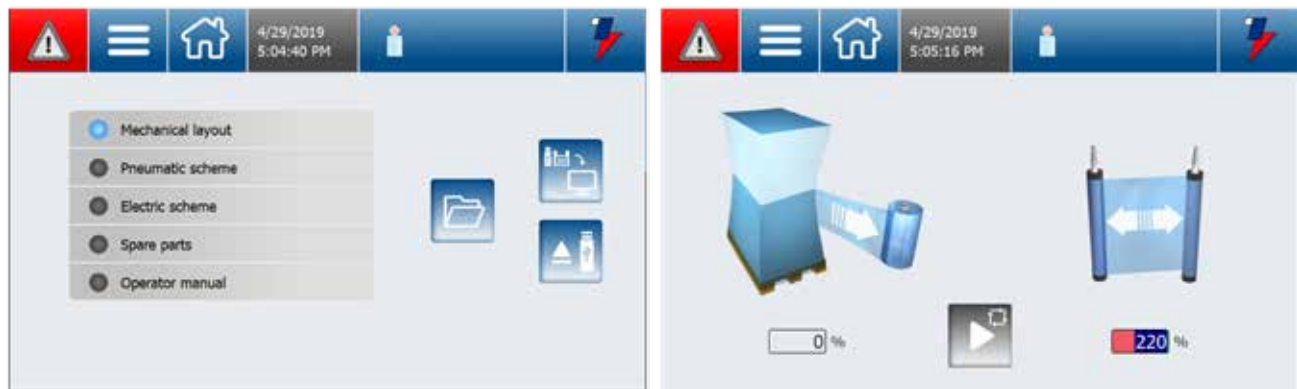 4/29/2019
5:04:40 PM
Mechanical layout
Pneumatic scheme
Electric scheme
Spare parts
Operator manual
4/29/2019
5:05:16 PM
0 %
220 %